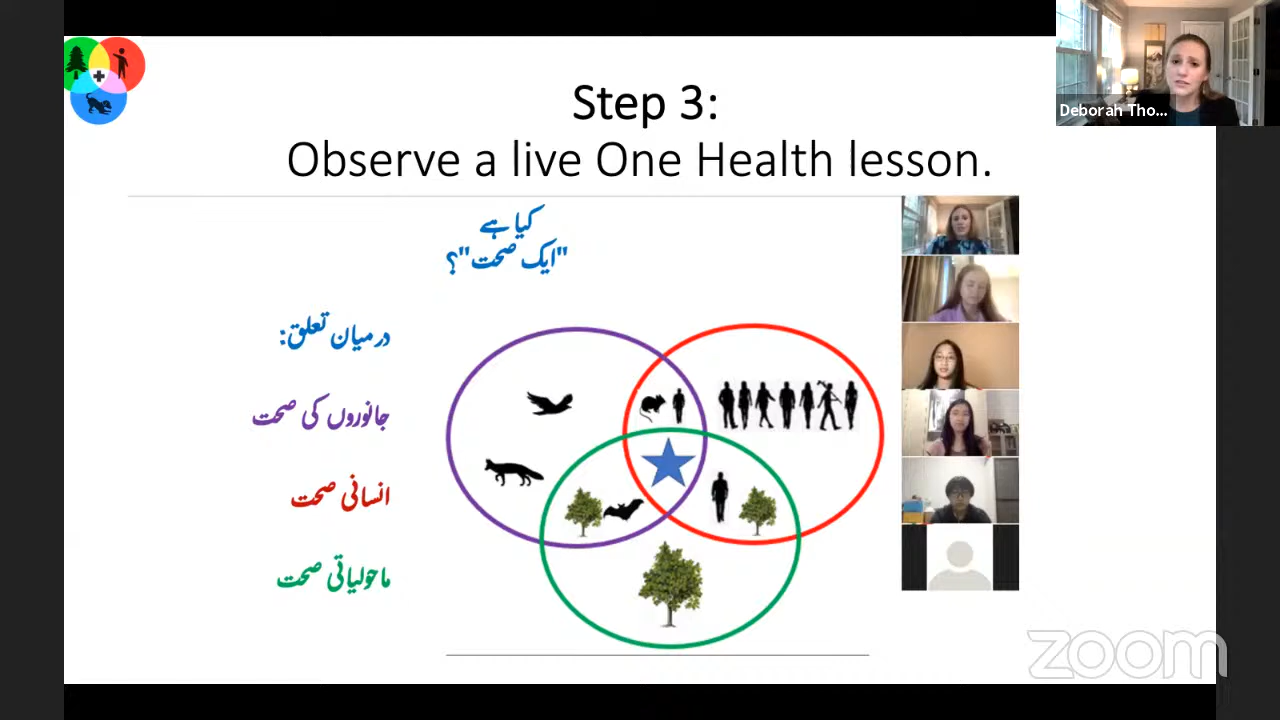 Step 3:
Observe a live One Health lesson.
کیا ہے
"ایک صحت"؟
درمیان تعلق:
جانوروں کی صحت
انسانی صحت
ماحولیاتی صحت
Deborah Tho...
zoom